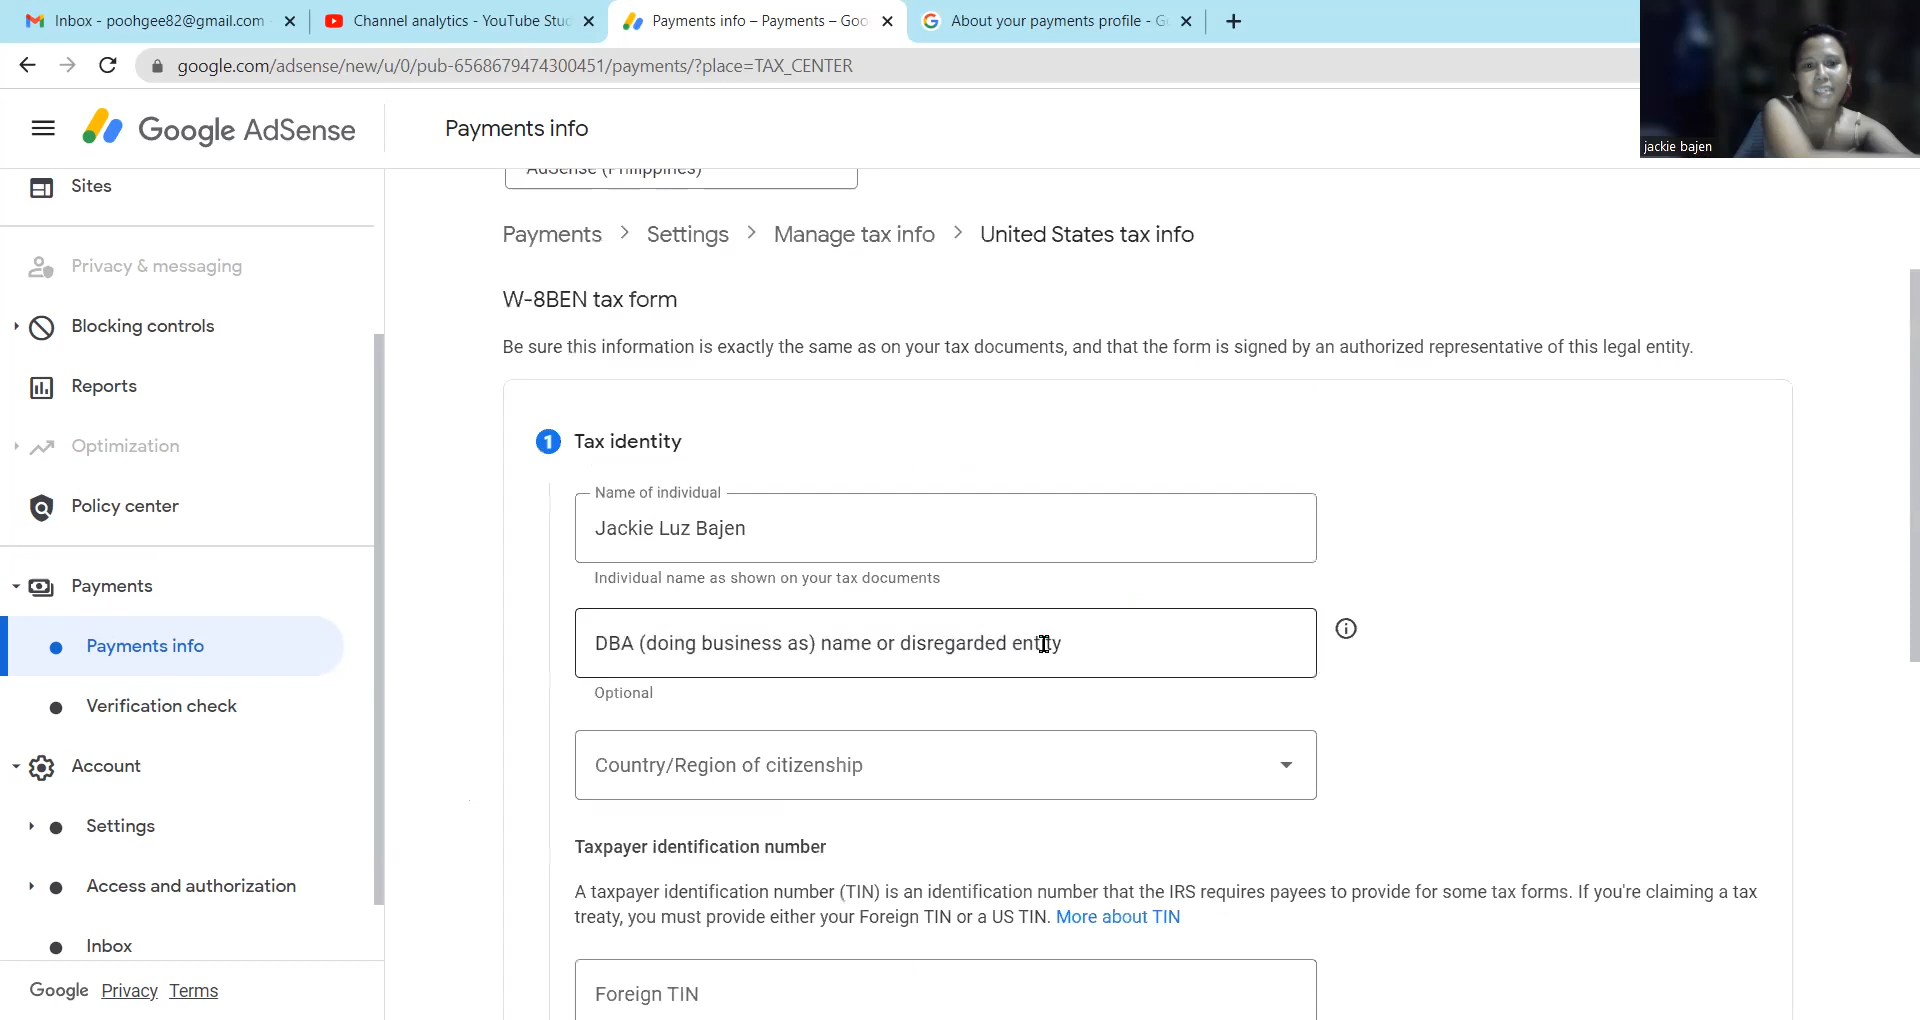 Inbox - poohgee82@gmail.com
Channel analytics - YouTube Stud
Payments info – Payments – Goo
About your payments profile - Go
google.com/adsense/new/u/0/pub-6568679474300451/payments/?place=TAX_CENTER
jackie bajen
Google AdSense
Payments info
Sites
Privacy & messaging
Blocking controls
Reports
Optimization
Policy center
Payments
Payments info
Verification check
Account
Settings
Access and authorization
Inbox
Google Privacy Terms
AdSense (Philippines)
Payments > Settings > Manage tax info > United States tax info
W-8BEN tax form
Be sure this information is exactly the same as on your tax documents, and that the form is signed by an authorized representative of this legal entity.
1 Tax identity
Name of individual
Jackie Luz Bajen
Individual name as shown on your tax documents
DBA (doing business as) name or disregarded entity
Optional
Country/Region of citizenship
Taxpayer identification number
A taxpayer identification number (TIN) is an identification number that the IRS requires payees to provide for some tax forms. If you're claiming a tax
treaty, you must provide either your Foreign TIN or a US TIN. More about TIN
Foreign TIN